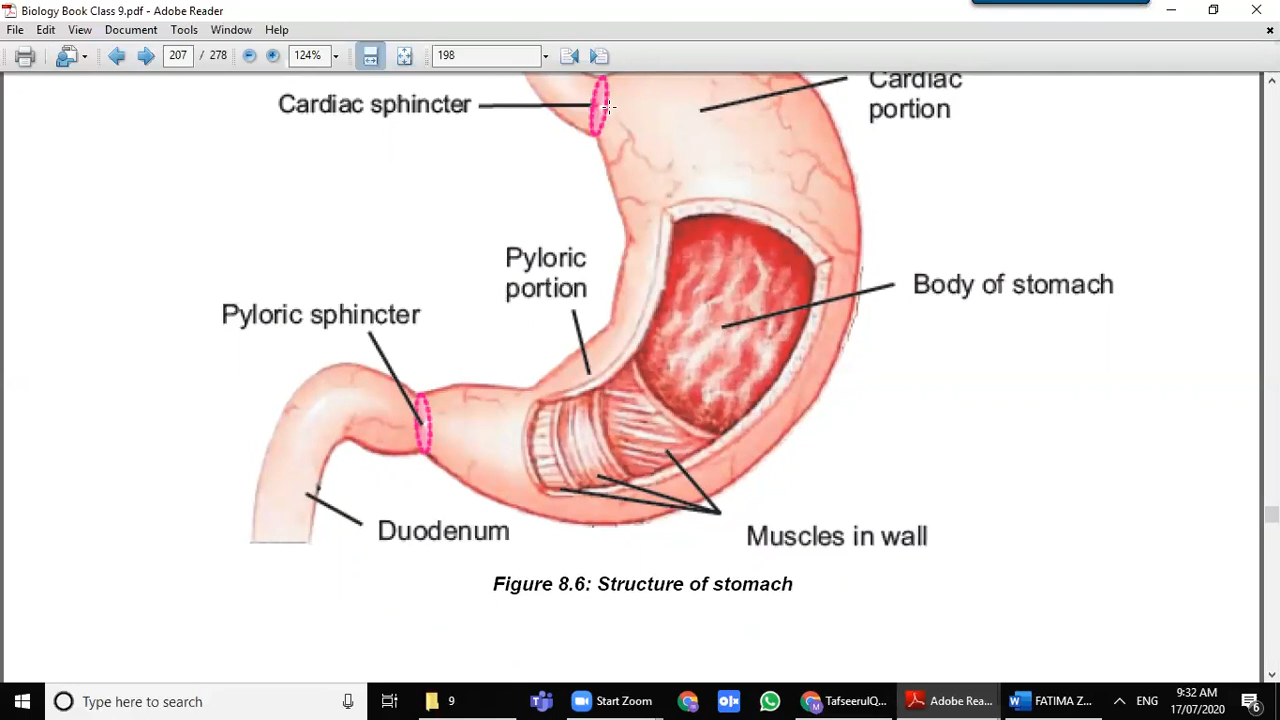 Biology Book Class 9.pdf - Adobe Reader
File Edit View Document Tools Window Help
207 / 278 124% 198
Cardiac sphincter
Cardiac
portion
Pyloric
portion
Body of stomach
Pyloric sphincter
Duodenum
Muscles in wall
Figure 8.6: Structure of stomach
Type here to search
9
Start Zoom
TafseerulQ...
Adobe Rea...
FATIMA Z...
ENG
9:32 AM
17/07/2020
6